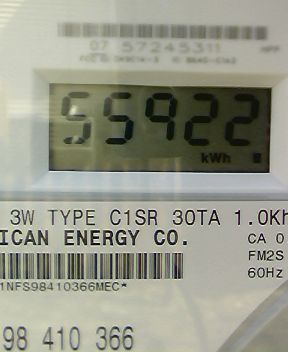 07 57245311
55922
kWh
3W TYPE C1SR 30TA 1.0Kh
ICAN ENERGY CO.
CA 0
FM2S
60Hz
1NFS98410366MEC*
98 410 366